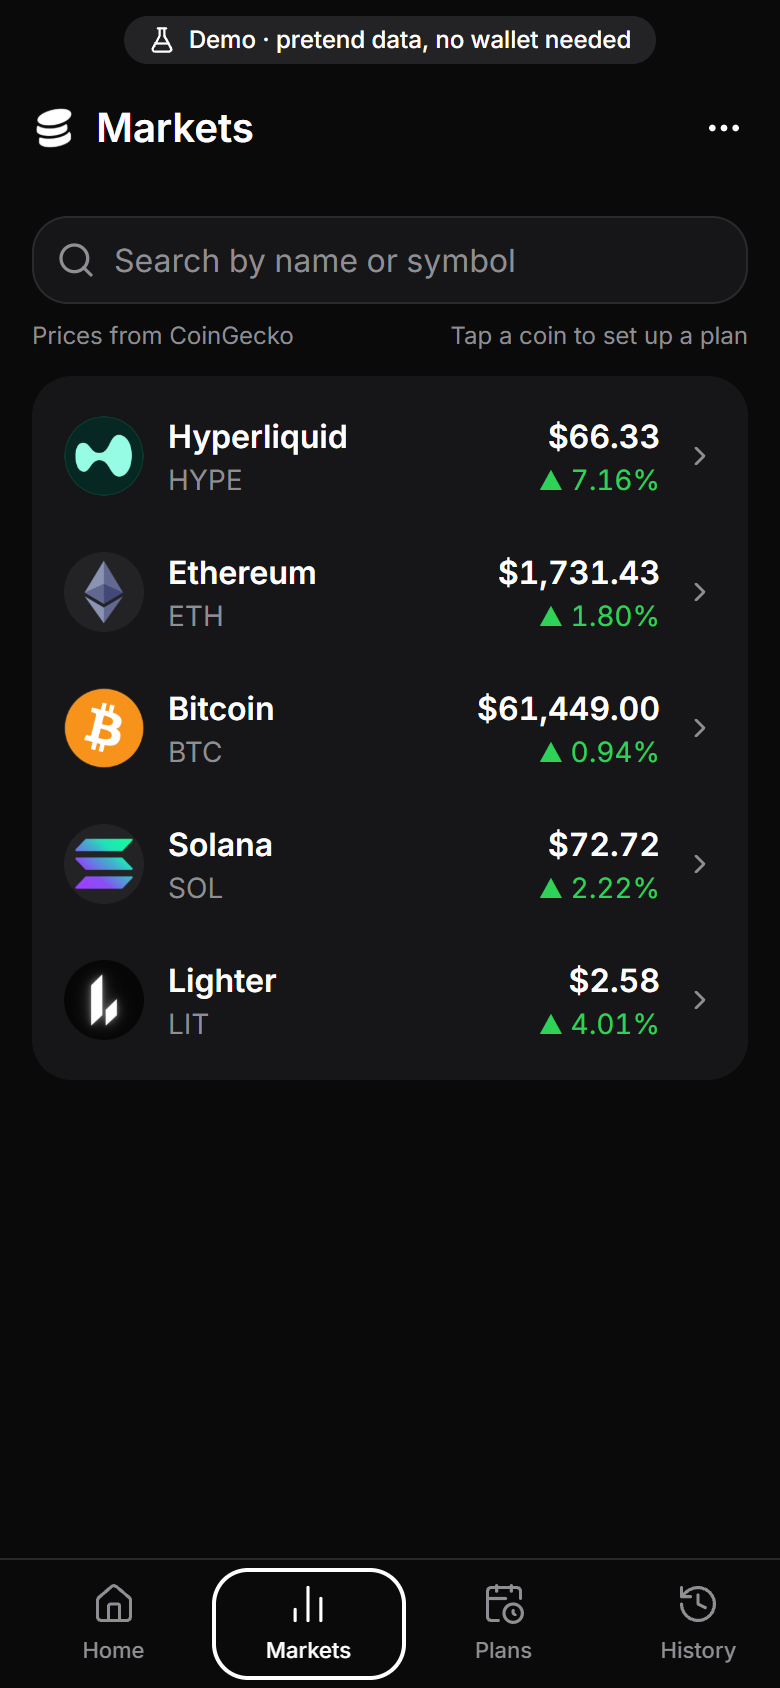 Demo · pretend data, no wallet needed
Markets
Search by name or symbol
Prices from CoinGecko
Tap a coin to set up a plan
Hyperliquid
$66.33
HYPE
▲ 7.16%
Ethereum
$1,731.43
ETH
▲ 1.80%
Bitcoin
$61,449.00
BTC
▲ 0.94%
Solana
$72.72
SOL
▲ 2.22%
Lighter
$2.58
LIT
▲ 4.01%
Home
Markets
Plans
History